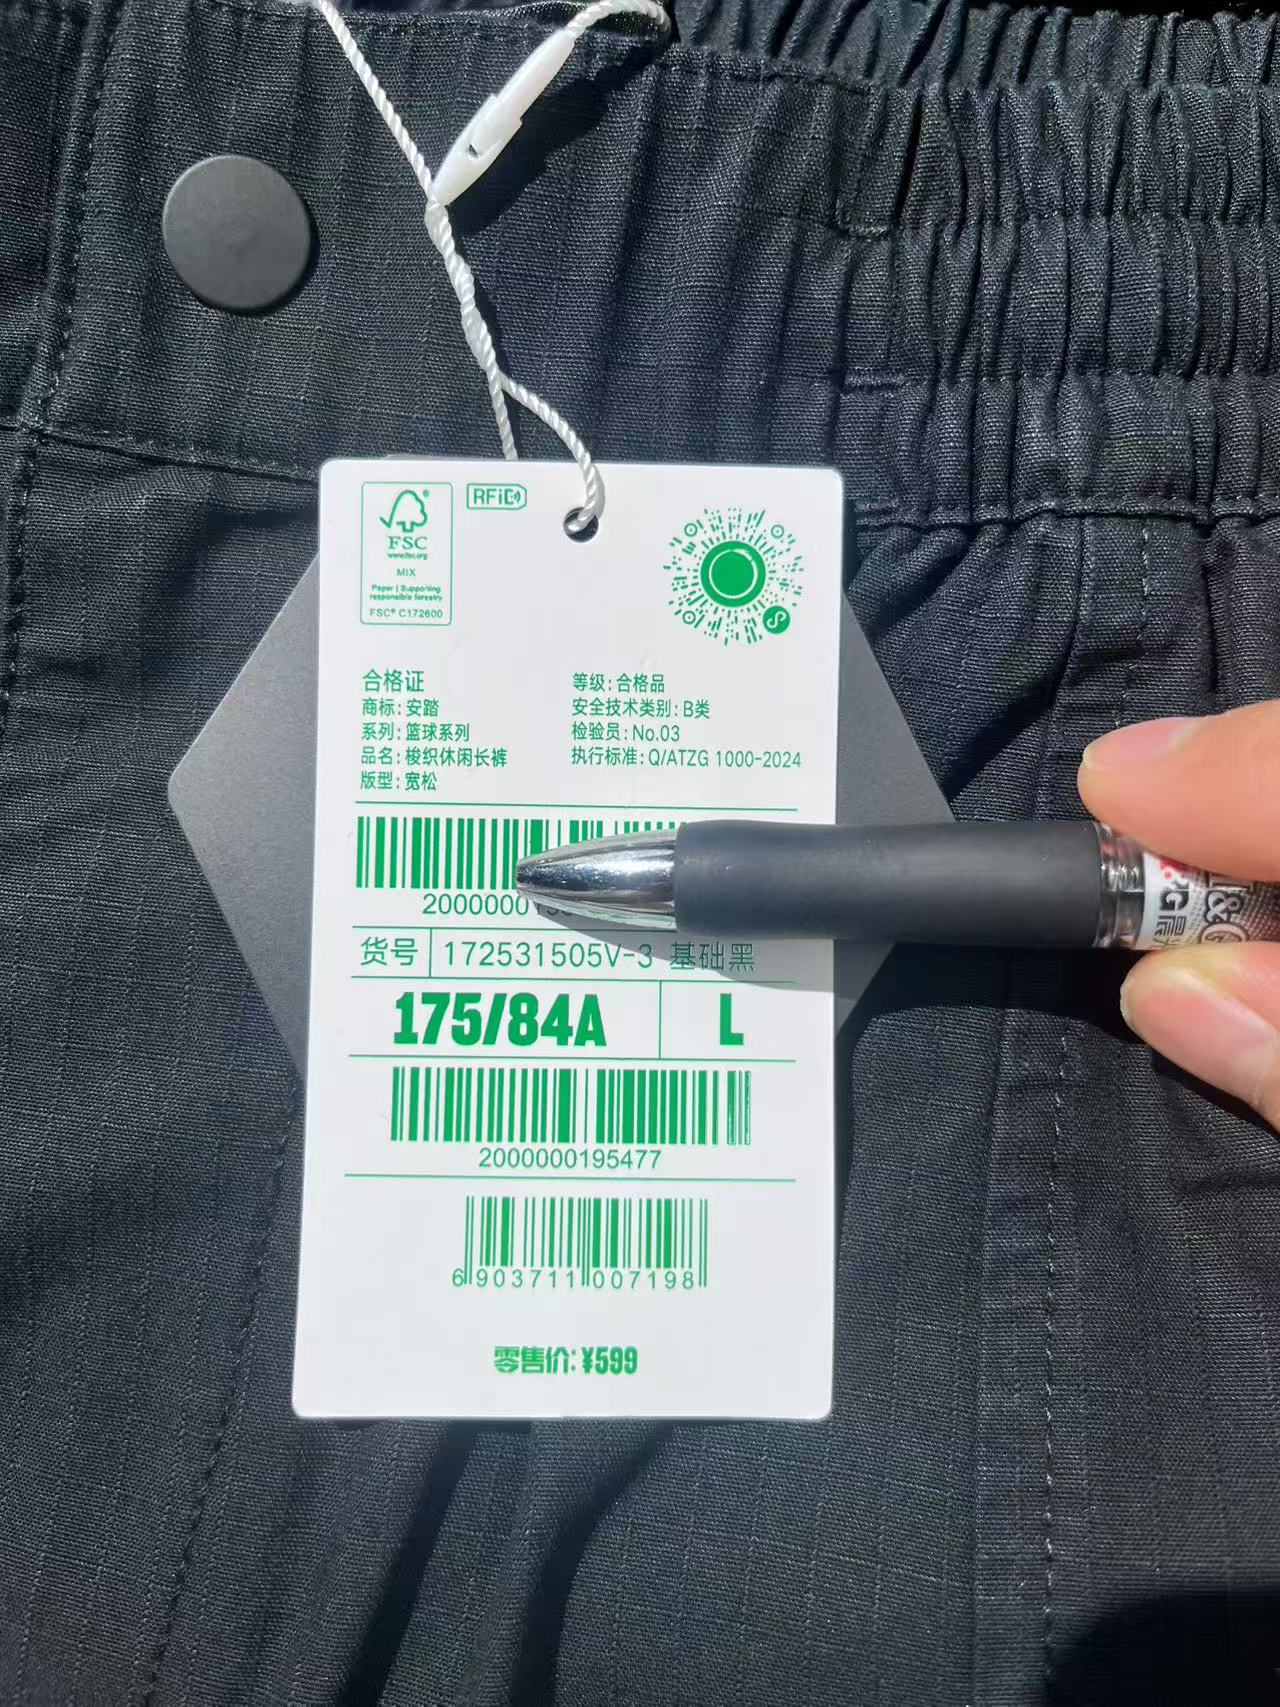 RFiD
FSC
www.fsc.org
MIX
Paper | Supporting
responsible forestry
FSC® C172600
合格证
商标:安踏
系列:篮球系列
品名:梭织休闲长裤
版型:宽松
等级:合格品
安全技术类别:B类
检验员:No.03
执行标准:Q/ATZG 1000-2024
货号 172531505V-3 基础黑
175/84A L
2000000195477
6903711007198
零售价:¥599